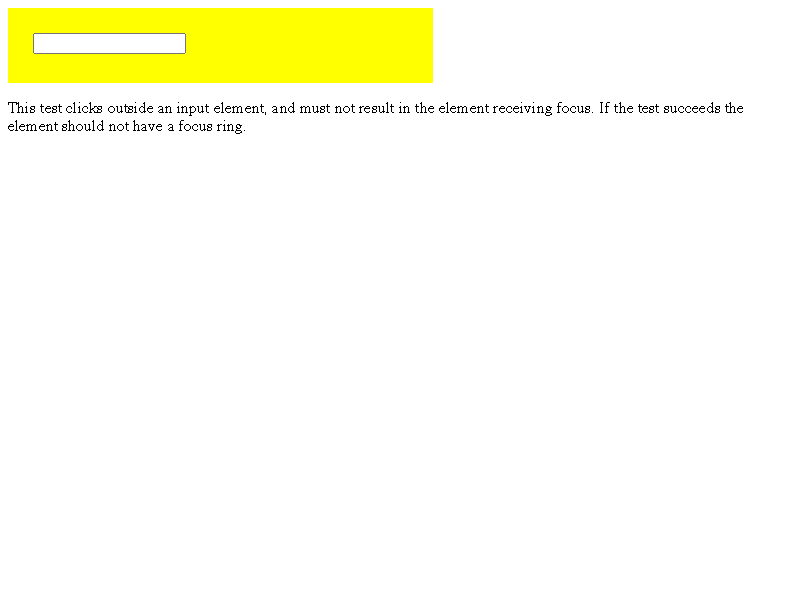 This test clicks outside an input element, and must not result in the element receiving focus. If the test succeeds the
element should not have a focus ring.